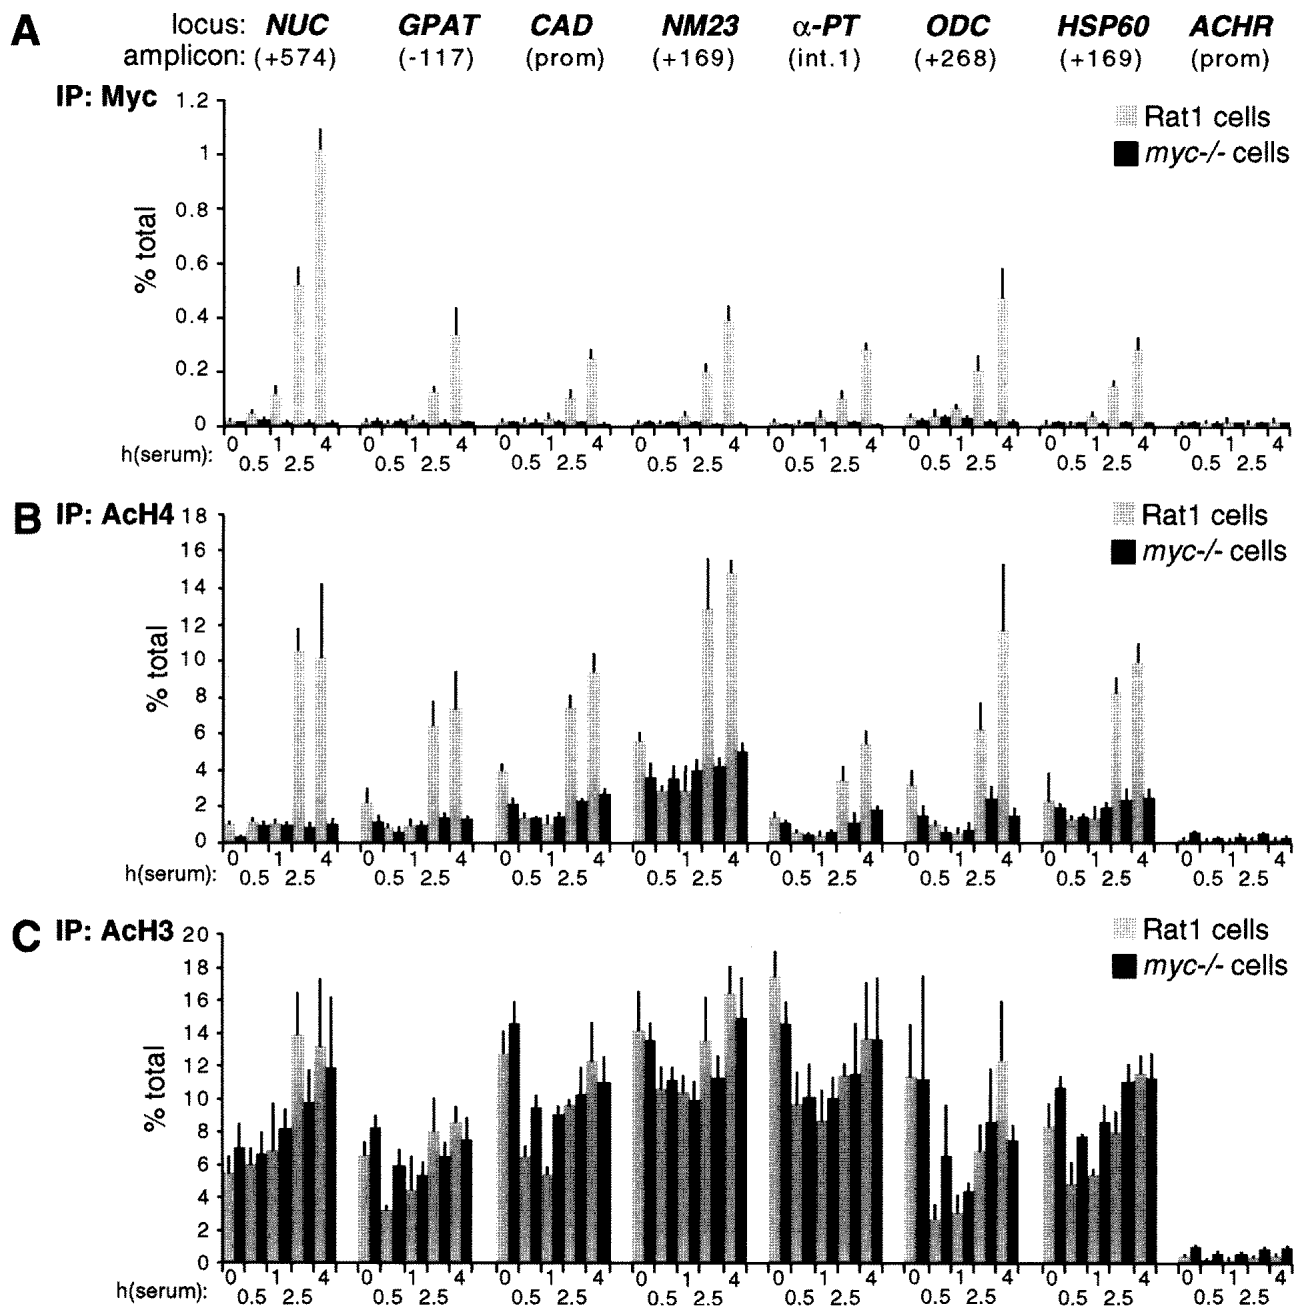 A locus: NUC GPAT CAD NM23 α-PT ODC HSP60 ACHR
amplicon: (+574) (-117) (prom) (+169) (int.1) (+268) (+169) (prom)
IP: Myc
Rat1 cells
myc-/- cells
% total
1.2
1
0.8
0.6
0.4
0.2
0
0 1 4 0 1 4 0 1 4 0 1 4 0 1 4 0 1 4 0 1 4 0 1 4
h(serum): 0.5 2.5 0.5 2.5 0.5 2.5 0.5 2.5 0.5 2.5 0.5 2.5 0.5 2.5 0.5 2.5
B IP: AcH4
Rat1 cells
myc-/- cells
% total
18
16
14
12
10
8
6
4
2
0
0 1 4 0 1 4 0 1 4 0 1 4 0 1 4 0 1 4 0 1 4 0 1 4
h(serum): 0.5 2.5 0.5 2.5 0.5 2.5 0.5 2.5 0.5 2.5 0.5 2.5 0.5 2.5 0.5 2.5
C IP: AcH3
Rat1 cells
myc-/- cells
% total
20
18
16
14
12
10
8
6
4
2
0
0 1 4 0 1 4 0 1 4 0 1 4 0 1 4 0 1 4 0 1 4 0 1 4
h(serum): 0.5 2.5 0.5 2.5 0.5 2.5 0.5 2.5 0.5 2.5 0.5 2.5 0.5 2.5 0.5 2.5